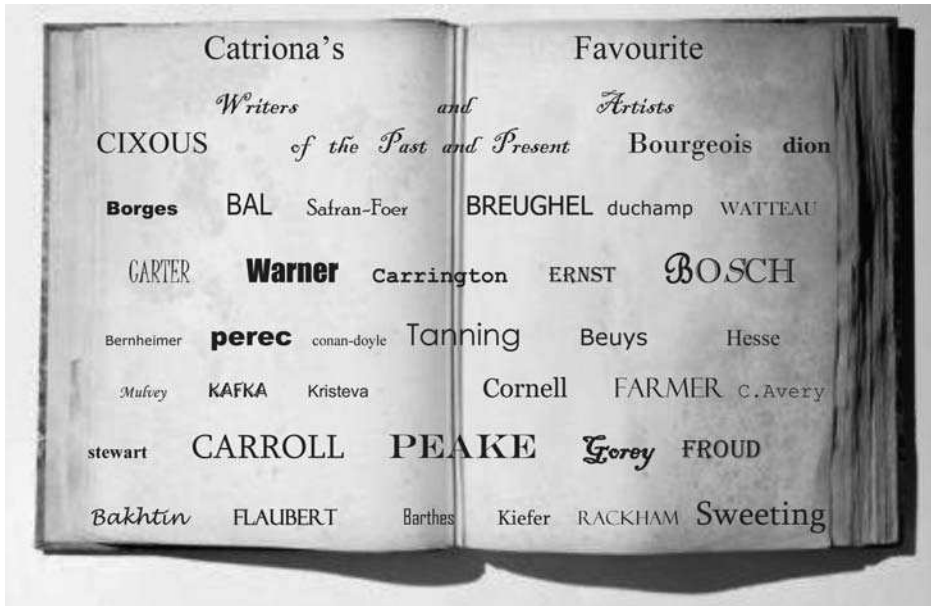 Catriona's Favourite
Writers and Artists
CIXOUS of the Past and Present Bourgeois dion
Borges BAL Safran-Foer BREUGHEL duchamp WATTEAU
CARTER Warner Carrington ERNST BOSCH
Bernheimer perec conan-doyle Tanning Beuys Hesse
Mulvey KAFKA Kristeva Cornell FARMER C.Avery
stewart CARROLL PEAKE Gorey FROUD
Bakhtin FLAUBERT Barthes Kiefer RACKHAM Sweeting